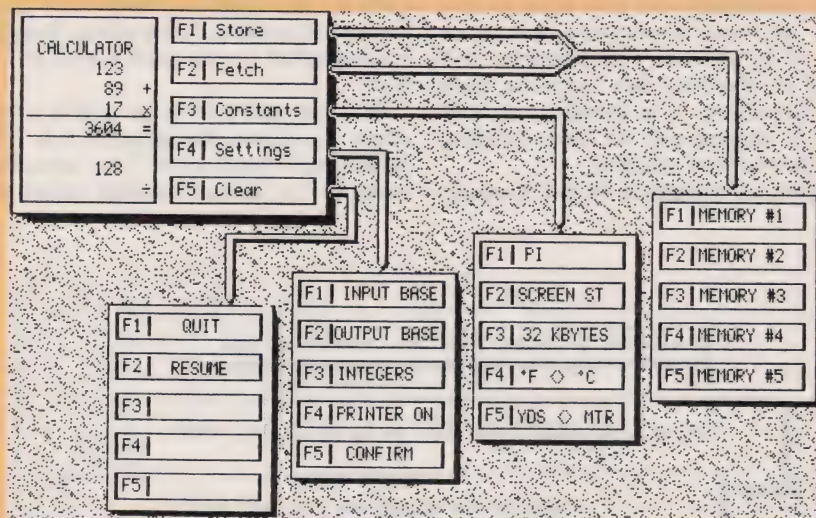 CALCULATOR
123
89 +
17 x
3604 =
128
÷
F1 Store
F2 Fetch
F3 Constants
F4 Settings
F5 Clear
F1 QUIT
F2 RESUME
F3
F4
F5
F1 INPUT BASE
F2 OUTPUT BASE
F3 INTEGERS
F4 PRINTER ON
F5 CONFIRM
F1 PI
F2 SCREEN ST
F3 32 KBYTES
F4 °F ◇ °C
F5 YDS ◇ MTR
F1 MEMORY #1
F2 MEMORY #2
F3 MEMORY #3
F4 MEMORY #4
F5 MEMORY #5